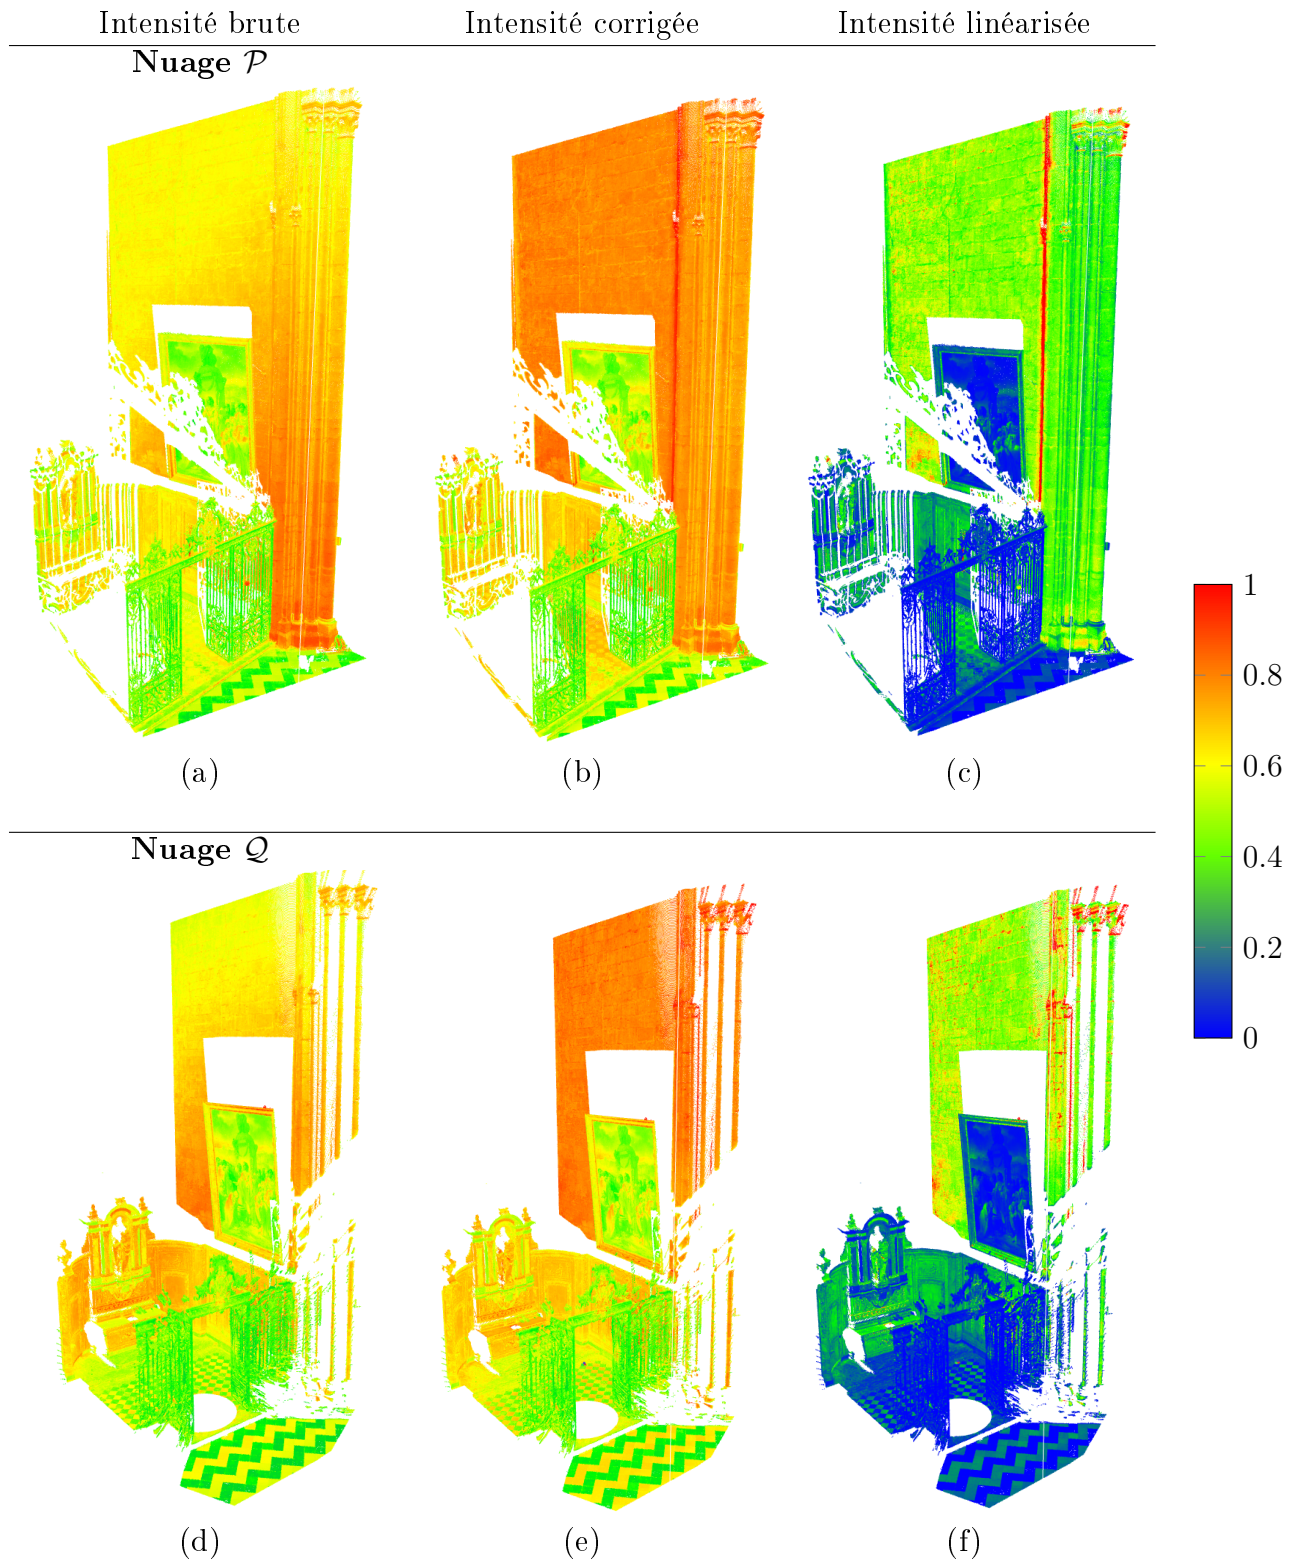 Intensité brute Intensité corrigée Intensité linéarisée
Nuage 𝒫
(a) (b) (c)
Nuage 𝒬
(d) (e) (f)
1
0.8
0.6
0.4
0.2
0